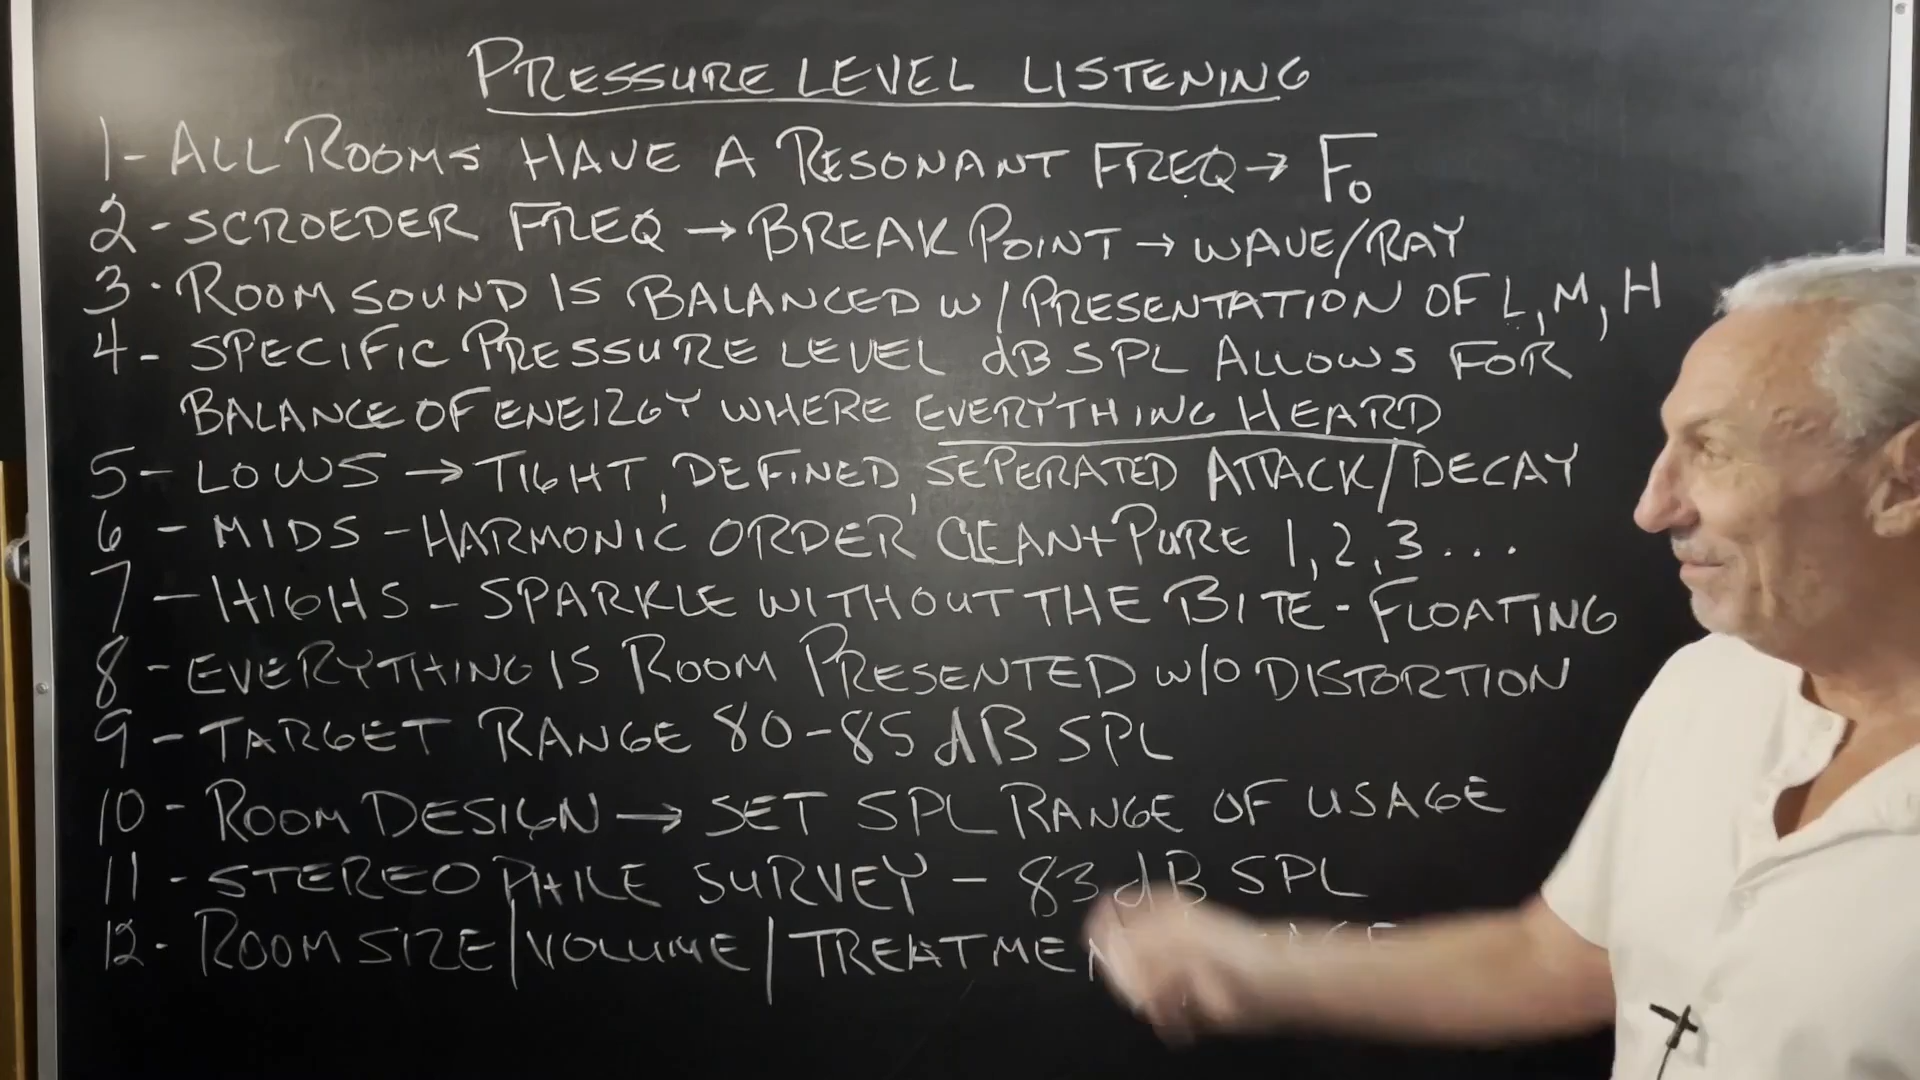 PRESSURE LEVEL LISTENING
1- ALL ROOMS HAVE A RESONANT FREQ → F0
2 - SCROEDER FREQ → BREAK POINT → WAVE/RAY
3 - ROOM SOUND IS BALANCED W/ PRESENTATION OF L, M, H
4 - SPECIFIC PRESSURE LEVEL dB SPL ALLOWS FOR
BALANCE OF ENERGY WHERE EVERYTHING HEARD
5 - LOWS → TIGHT, DEFINED, SEPERATED ATTACK/DECAY
6 - MIDS - HARMONIC ORDER CLEAN + PURE 1, 2, 3 ...
7 - HIGHS - SPARKLE WITHOUT THE BITE - FLOATING
8 - EVERYTHING IS ROOM PRESENTED W/O DISTORTION
9 - TARGET RANGE 80-85 dB SPL
10 - ROOM DESIGN → SET SPL RANGE OF USAGE
11 - STEREOPHILE SURVEY - 83 dB SPL
12 - ROOM SIZE/VOLUME/